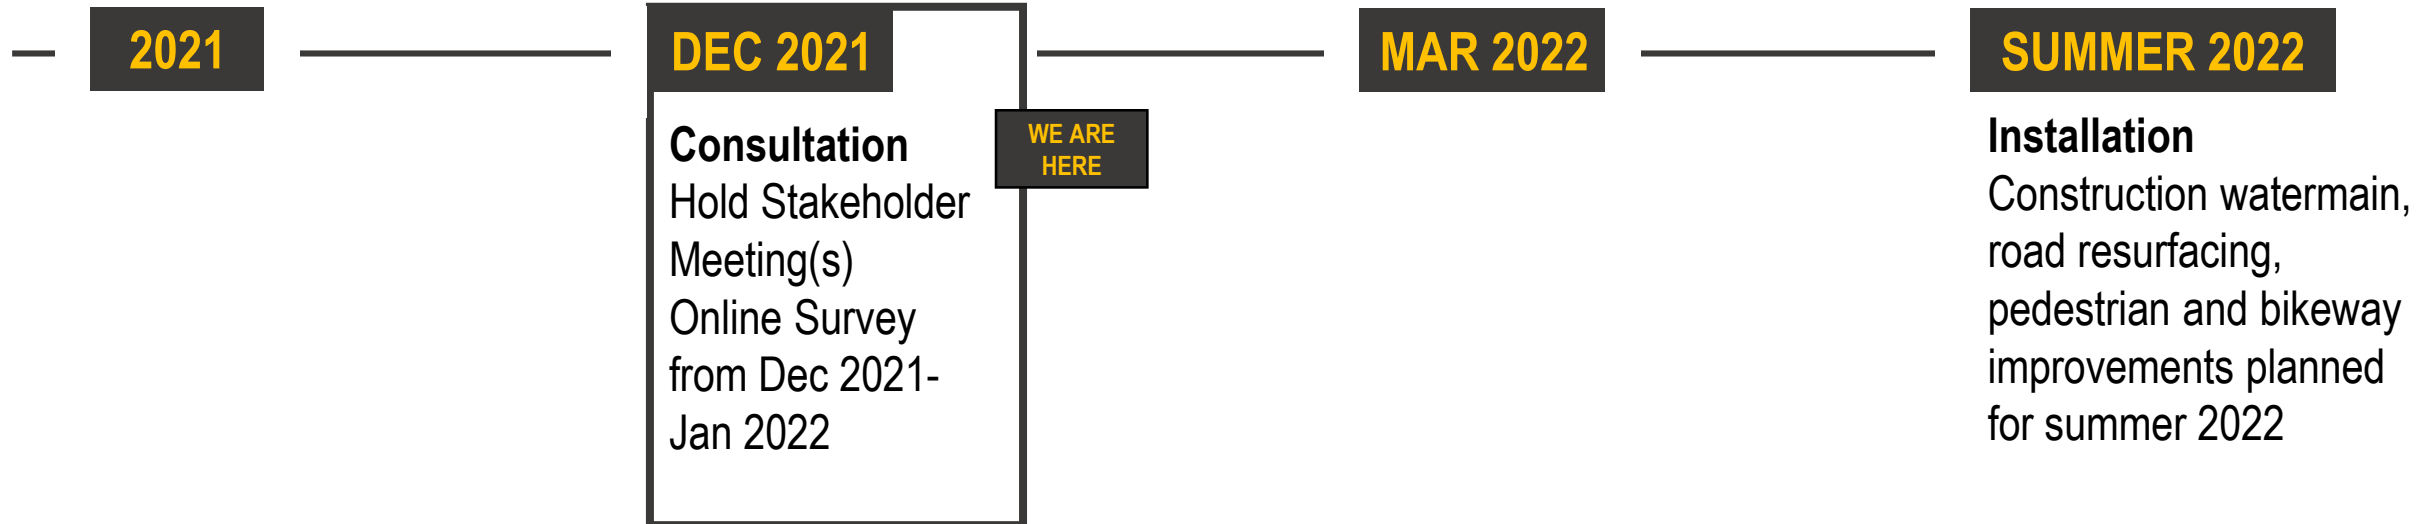 2021
DEC 2021
Consultation
Hold Stakeholder
Meeting(s)
Online Survey
from Dec 2021-
Jan 2022
WE ARE
HERE
MAR 2022
SUMMER 2022
Installation
Construction watermain,
road resurfacing,
pedestrian and bikeway
improvements planned
for summer 2022